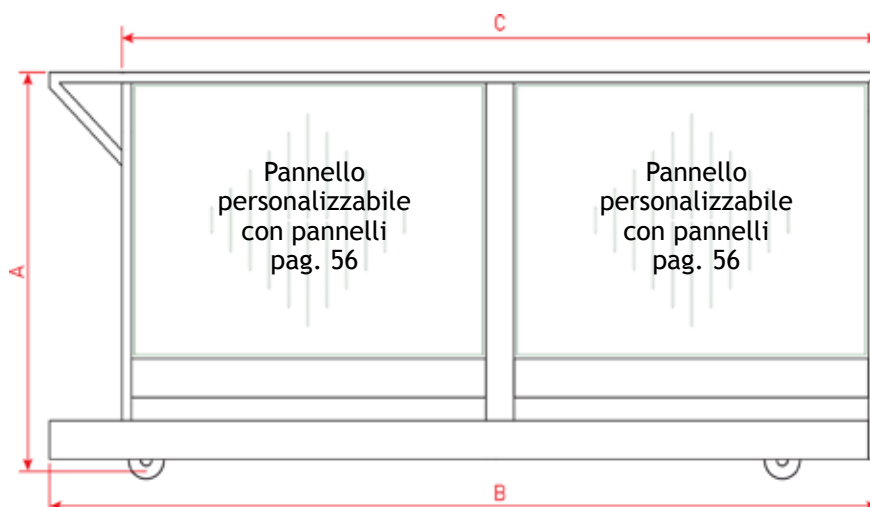 C
Pannello
personalizzabile
con pannelli
pag. 56
Pannello
personalizzabile
con pannelli
pag. 56
A
B